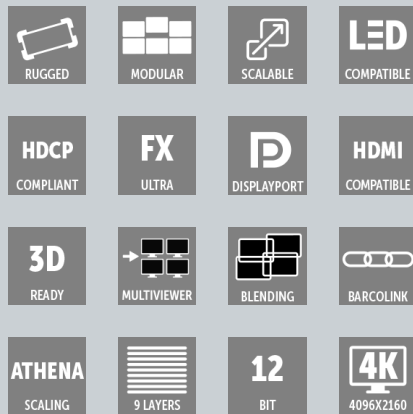 RUGGED
MODULAR
SCALABLE
LED
COMPATIBLE
HDCP
COMPLIANT
FX
ULTRA
D
DISPLAYPORT
HDMI
COMPATIBLE
3D
READY
MULTIVIEWER
BLENDING
BARCOLINK
ATHENA
SCALING
9 LAYERS
12
BIT
4K
4096X2160